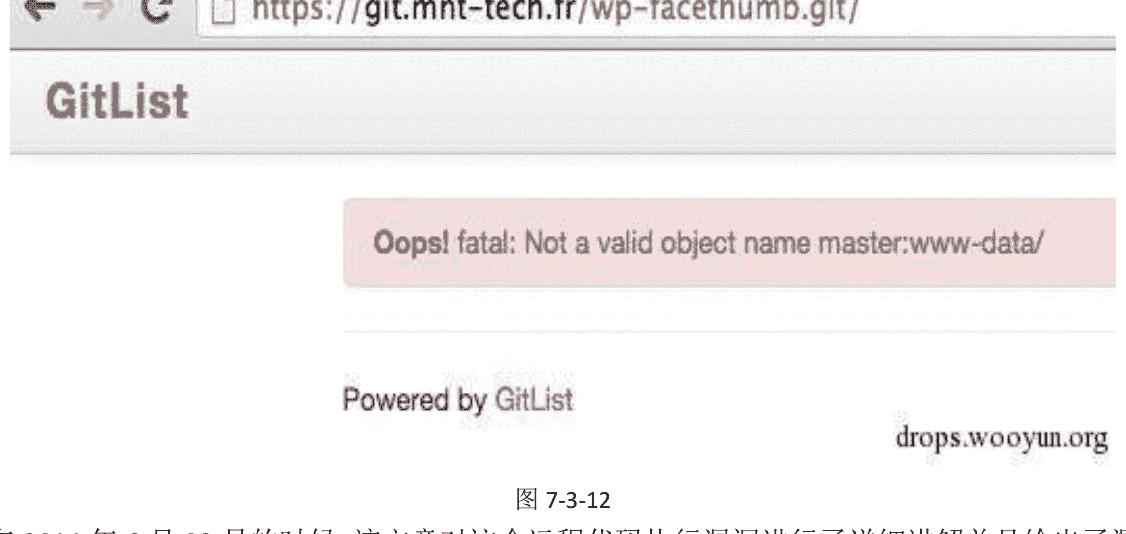 https://git.mnt-tech.fr/wp-facethumb.git/
GitList
Oops! fatal: Not a valid object name master:www-data/
Powered by GitList
drops.wooyun.org
图 7-3-12